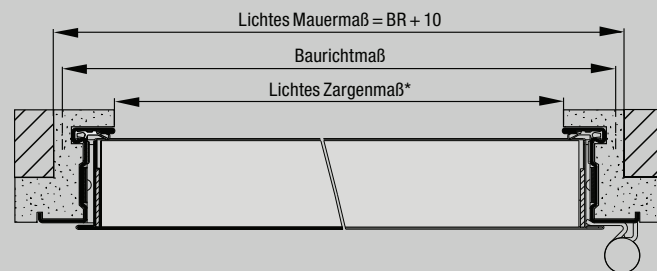 Lichtes Mauermaß = BR + 10
Baurichtmaß
Lichtes Zargenmaß*